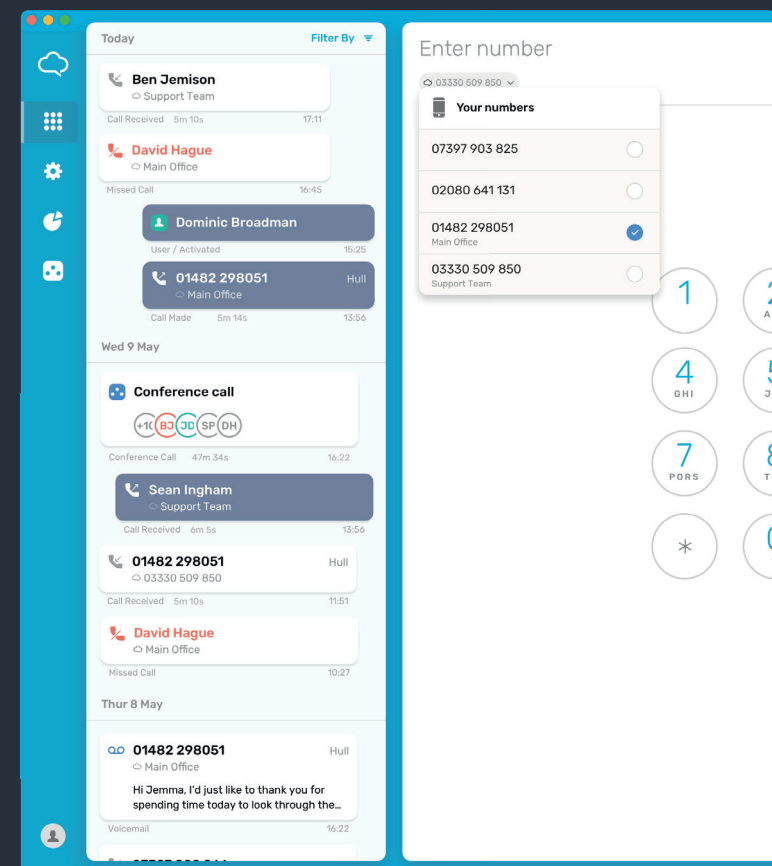 Today
Filter By
Ben Jemison
Support Team
Call Received 5m 10s 17:11
David Hague
Main Office
Missed Call 16:45
Dominic Broadman
User / Activated 15:25
01482 298051 Hull
Main Office
Call Made 5m 14s 13:56
Wed 9 May
Conference call
BJ JD SP DH
Conference Call 47m 34s 16:22
Sean Ingham
Support Team
Call Received 6m 5s 13:56
01482 298051 Hull
03330 509 850
Call Received 5m 10s 11:51
David Hague
Main Office
Missed Call 10:27
Thur 8 May
01482 298051 Hull
Main Office
Hi Jemma, I'd just like to thank you for
spending time today to look through the...
Voicemail 16:22
Enter number
03330 509 850
Your numbers
07397 903 825
02080 641 131
01482 298051
Main Office
03330 509 850
Support Team
1
4
GHI
7
PQRS
*